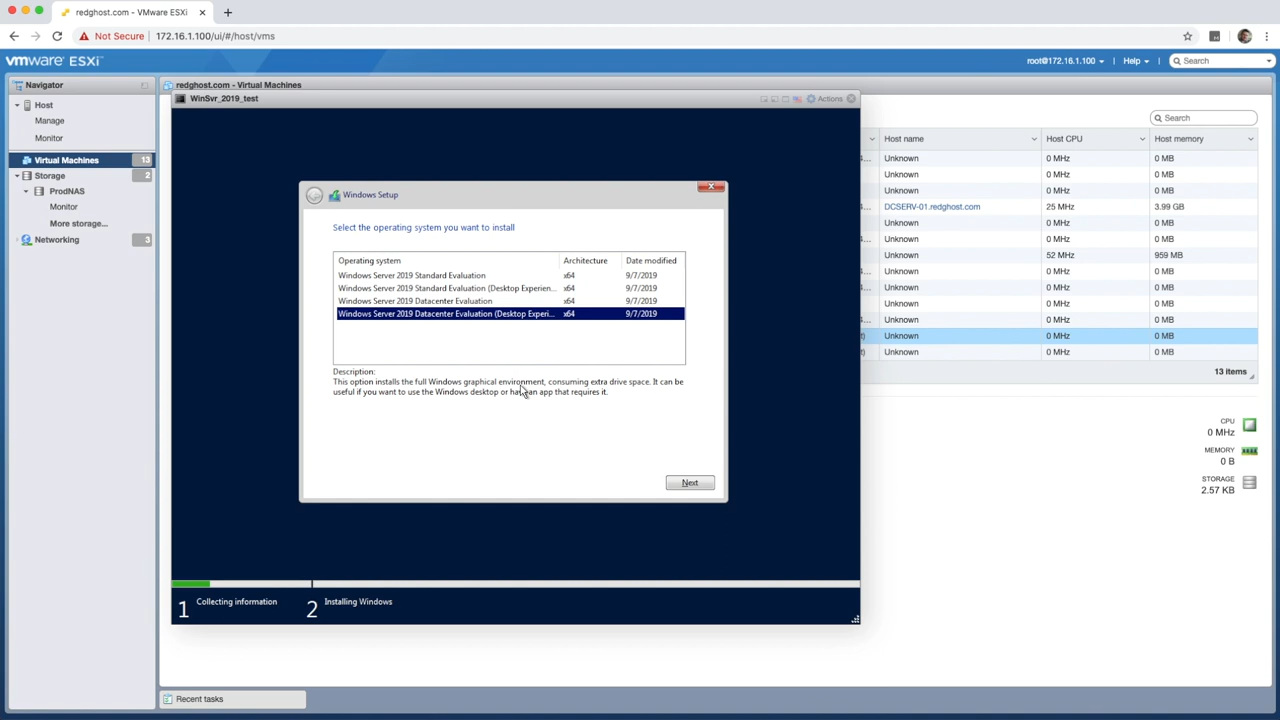 redghost.com - VMware ESXi
Not Secure
172.16.1.100/ui/#/host/vms
vmware ESXi
root@172.16.1.100
Help
Search
Navigator
Host
Manage
Monitor
Virtual Machines 13
Storage 2
ProdNAS
Monitor
More storage...
Networking 3
redghost.com - Virtual Machines
WinSvr_2019_test
Actions
Windows Setup
Select the operating system you want to install
Operating system Architecture Date modified
Windows Server 2019 Standard Evaluation x64 9/7/2019
Windows Server 2019 Standard Evaluation (Desktop Experien... x64 9/7/2019
Windows Server 2019 Datacenter Evaluation x64 9/7/2019
Windows Server 2019 Datacenter Evaluation (Desktop Experi... x64 9/7/2019
Description:
This option installs the full Windows graphical environment, consuming extra drive space. It can be
useful if you want to use the Windows desktop or have an app that requires it.
Next
1 Collecting information
2 Installing Windows
Search
Host name Host CPU Host memory
Unknown 0 MHz 0 MB
Unknown 0 MHz 0 MB
Unknown 0 MHz 0 MB
DCSERV-01.redghost.com 25 MHz 3.99 GB
Unknown 0 MHz 0 MB
Unknown 0 MHz 0 MB
Unknown 52 MHz 959 MB
Unknown 0 MHz 0 MB
Unknown 0 MHz 0 MB
Unknown 0 MHz 0 MB
Unknown 0 MHz 0 MB
Unknown 0 MHz 0 MB
Unknown 0 MHz 0 MB
13 items
CPU
0 MHz
MEMORY
0 B
STORAGE
2.57 KB
Recent tasks